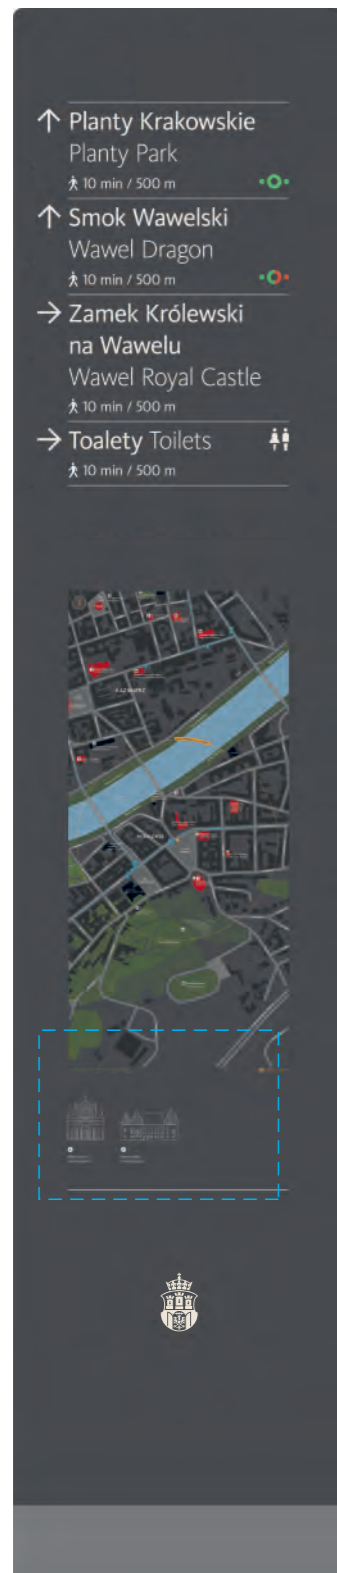 Planty Krakowskie
Planty Park
10 min / 500 m
Smok Wawelski
Wawel Dragon
10 min / 500 m
Zamek Królewski
na Wawelu
Wawel Royal Castle
10 min / 500 m
Toalety Toilets
10 min / 500 m
KAZIMIERZ